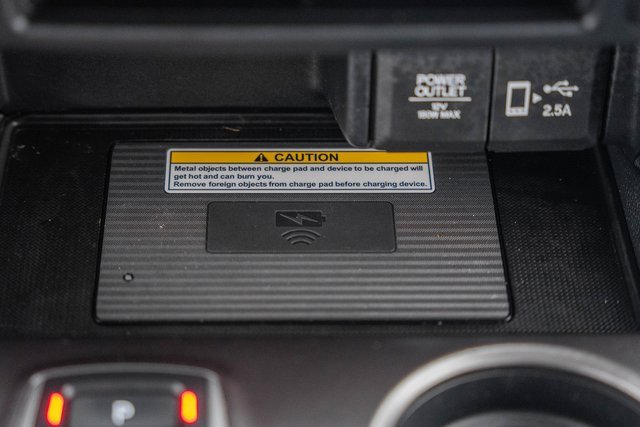 POWER
OUTLET
12V
180W MAX
2.5A
CAUTION
Metal objects between charge pad and device to be charged will
get hot and can burn you.
Remove foreign objects from charge pad before charging device.
P